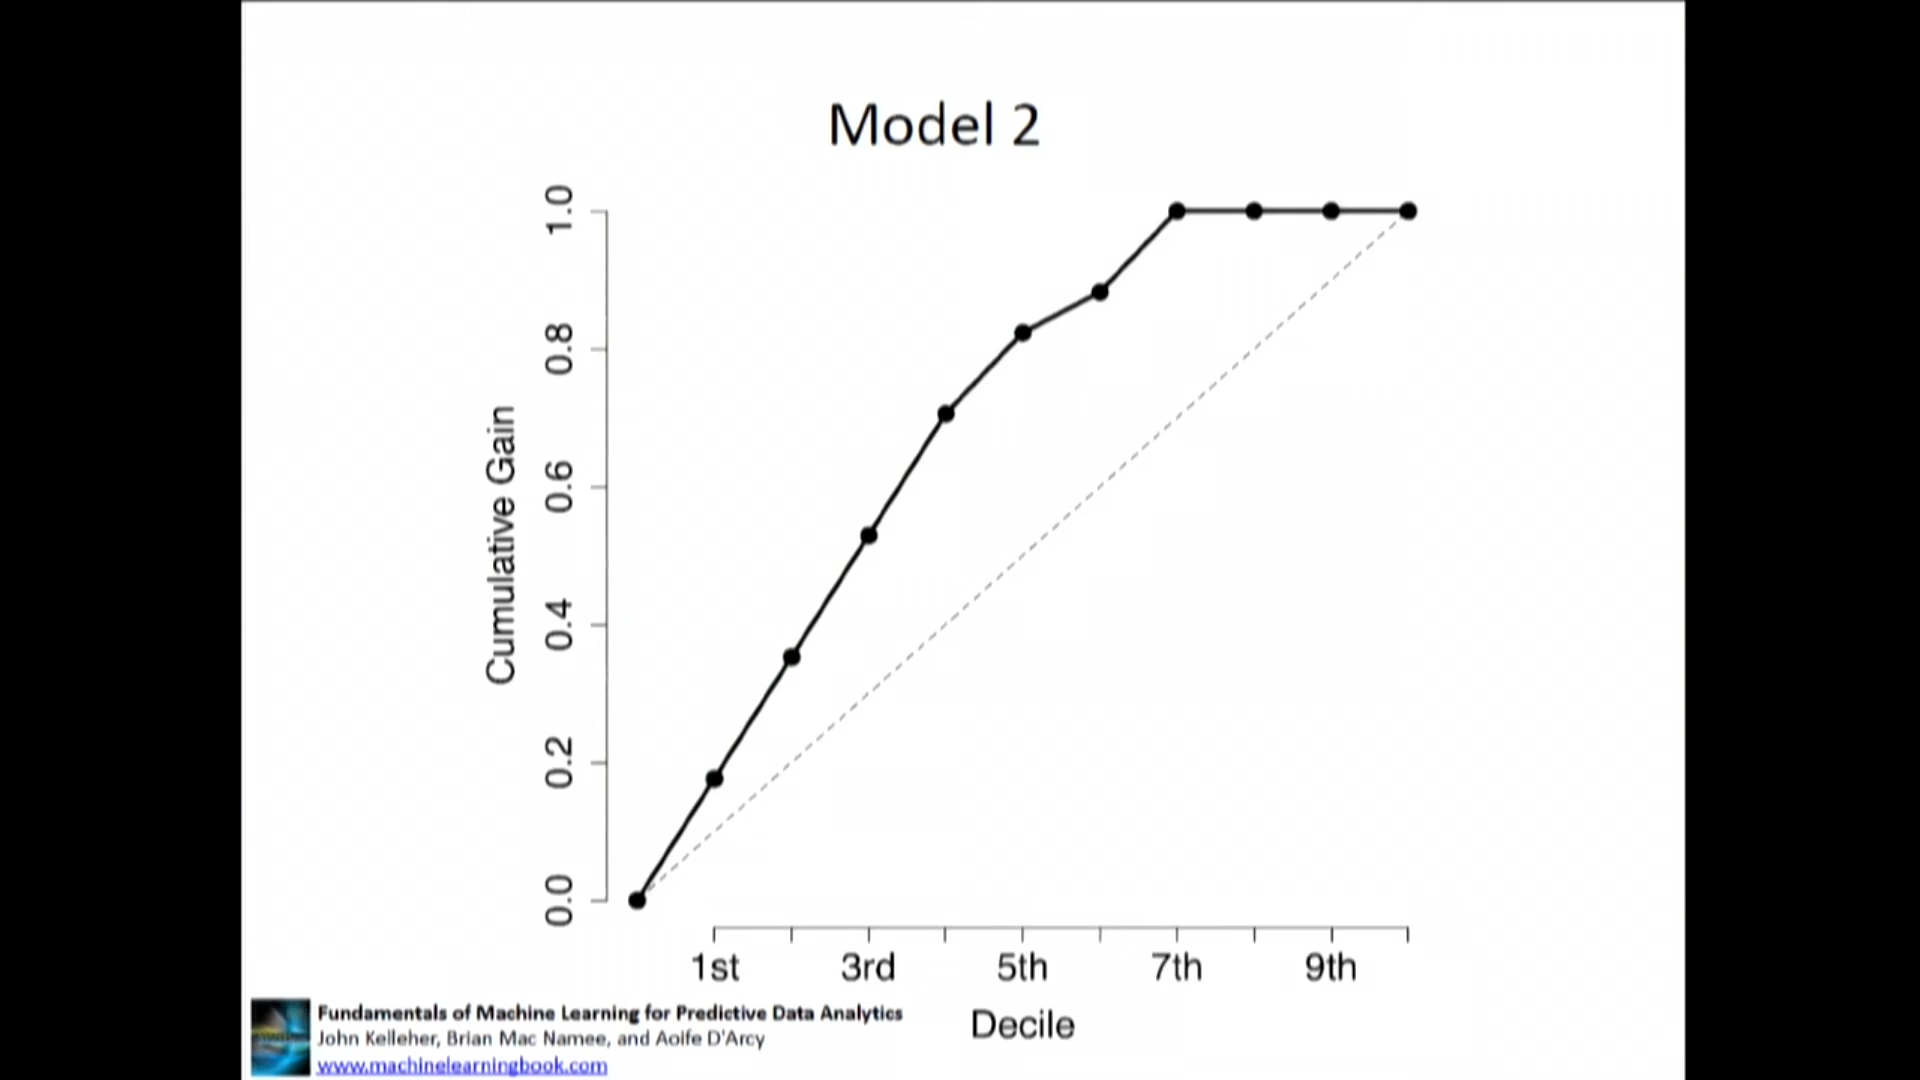 Model 2
Cumulative Gain
1.0
0.8
0.6
0.4
0.2
0.0
1st 3rd 5th 7th 9th
Decile
Fundamentals of Machine Learning for Predictive Data Analytics
John Kelleher, Brian Mac Namee, and Aoife D'Arcy
www.machinelearningbook.com